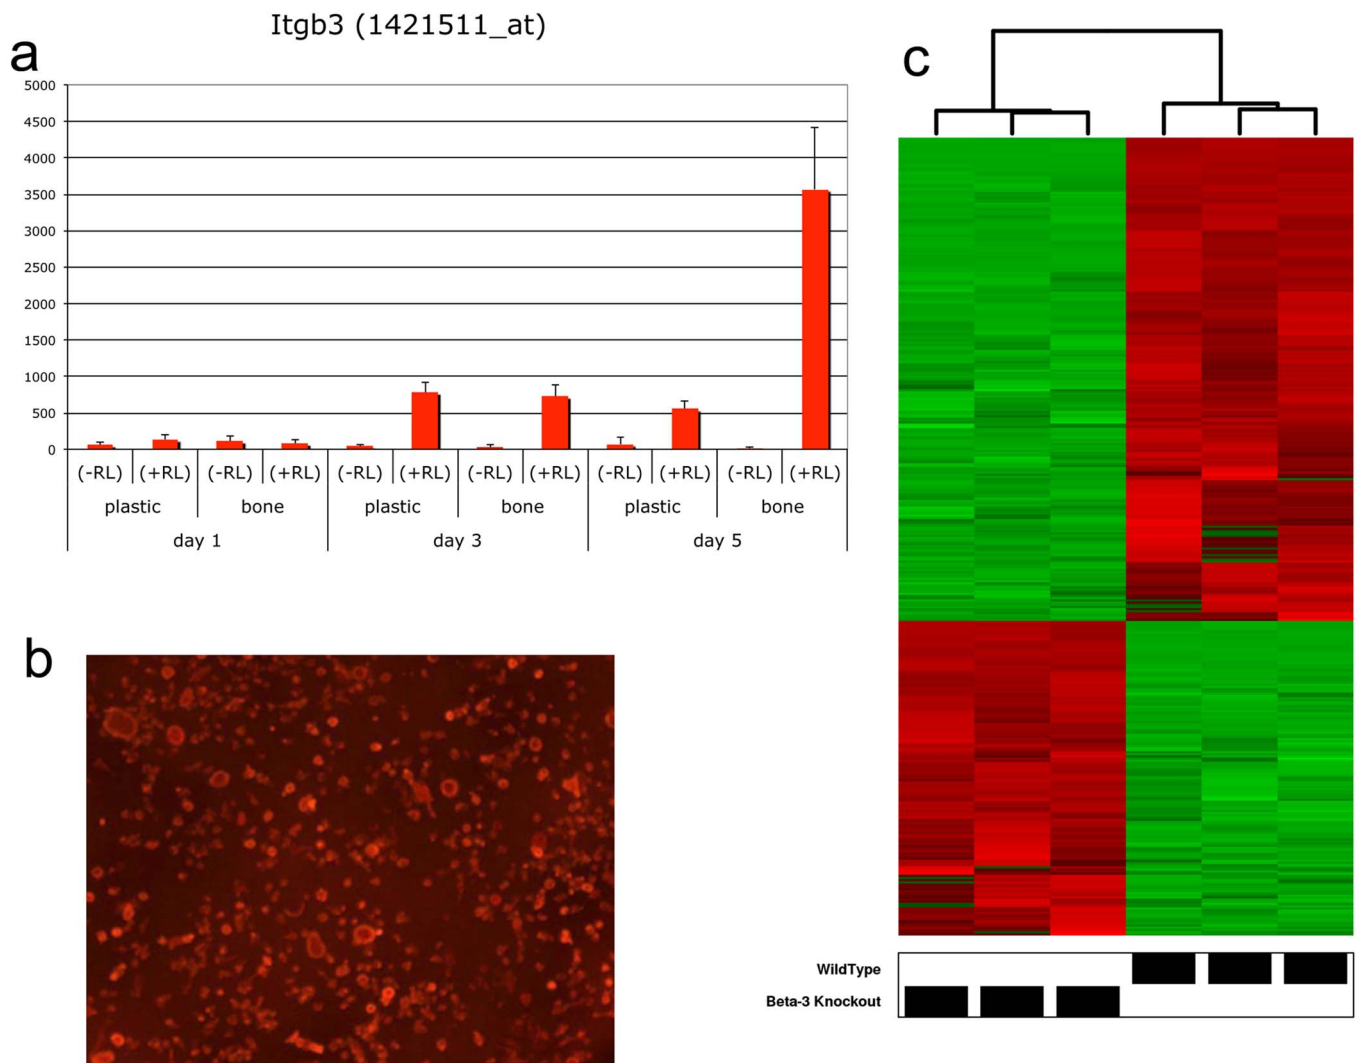 Itgb3 (1421511_at)
a
5000
4500
4000
3500
3000
2500
2000
1500
1000
500
0
(-RL) (+RL) (-RL) (+RL) (-RL) (+RL) (-RL) (+RL) (-RL) (+RL) (-RL) (+RL)
plastic bone plastic bone plastic bone
day 1 day 3 day 5
b
c
WildType
Beta-3 Knockout